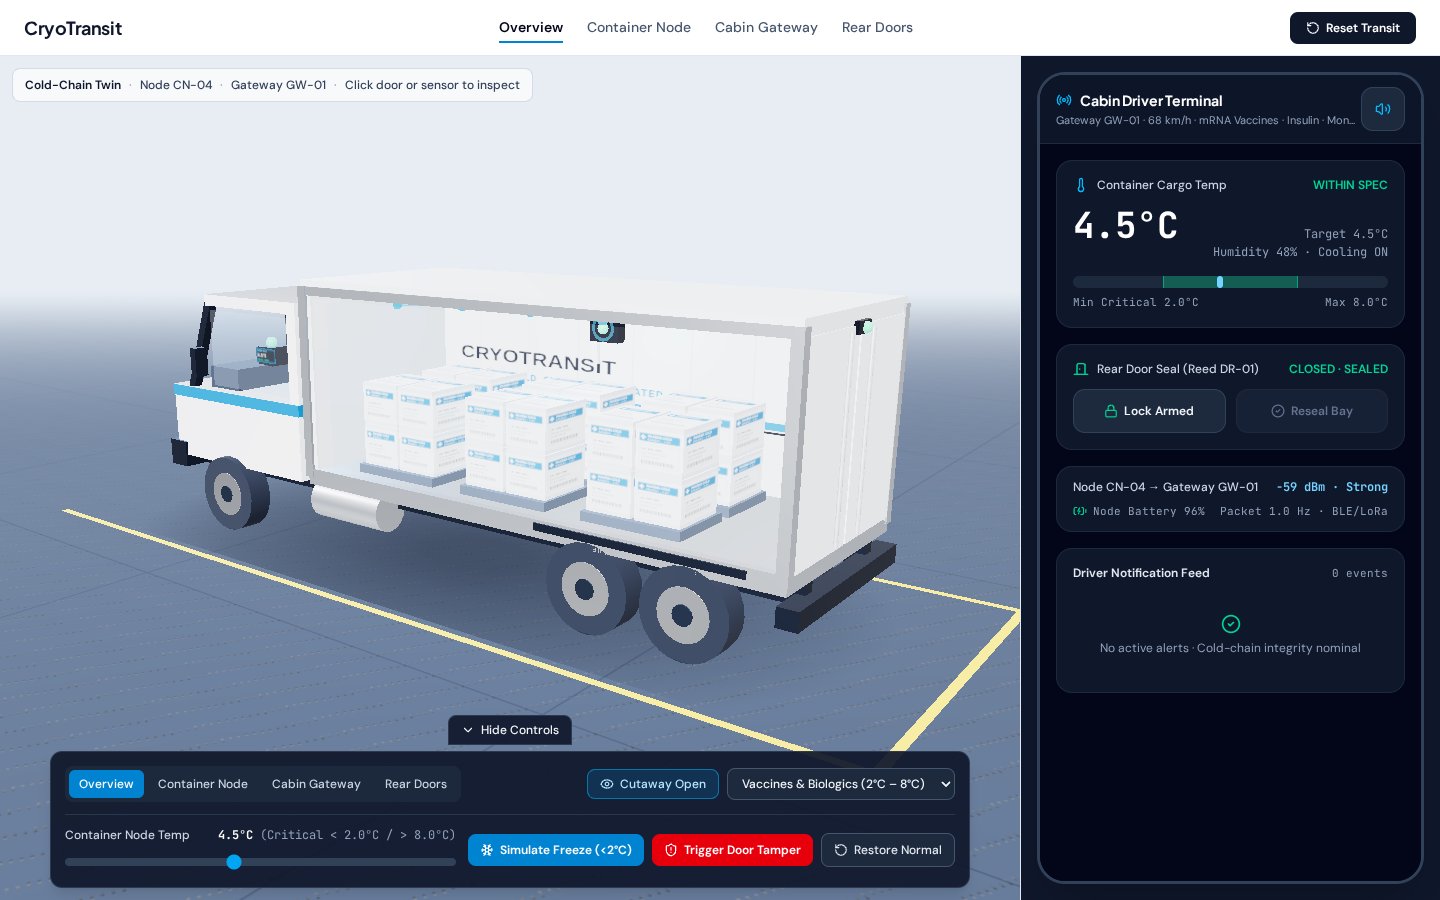 CryoTransit
Overview
Container Node
Cabin Gateway
Rear Doors
Reset Transit
Cold-Chain Twin · Node CN-04 · Gateway GW-01 · Click door or sensor to inspect
CRYOTRANSIT
Cabin Driver Terminal
Gateway GW-01 · 68 km/h · mRNA Vaccines · Insulin · Mon...
Container Cargo Temp
WITHIN SPEC
4.5°C
Target 4.5°C
Humidity 48% · Cooling ON
Min Critical 2.0°C
Max 8.0°C
Rear Door Seal (Reed DR-01)
CLOSED · SEALED
Lock Armed
Reseal Bay
Node CN-04 → Gateway GW-01
-59 dBm · Strong
Node Battery 96%
Packet 1.0 Hz · BLE/LoRa
Driver Notification Feed
0 events
No active alerts · Cold-chain integrity nominal
Hide Controls
Overview
Container Node
Cabin Gateway
Rear Doors
Cutaway Open
Vaccines & Biologics (2°C – 8°C)
Container Node Temp
4.5°C (Critical < 2.0°C / > 8.0°C)
Simulate Freeze (<2°C)
Trigger Door Tamper
Restore Normal